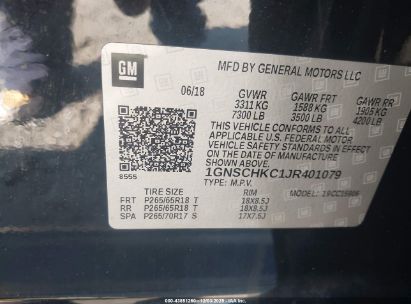 GM
MFD BY GENERAL MOTORS LLC
06/18
GVWR GAWR FRT GAWR RR
3311 KG 1588 KG 1905 KG
7300 LB 3500 LB 4200 LB
THIS VEHICLE CONFORMS TO ALL APPLICABLE
U.S. FEDERAL MOTOR
VEHICLE SAFETY STANDARDS IN EFFECT ON
THE DATE OF MANUFACTURE SHOWN ABOVE.
1GNSCHKC1JR401079
TYPE: M.P.V. MODEL:
8555
TIRE SIZE RIM
FRT P265/65R18 T 18X8.5J
RR P265/65R18 T 18X8.5J
SPA P265/70R17 S 17X7.5J